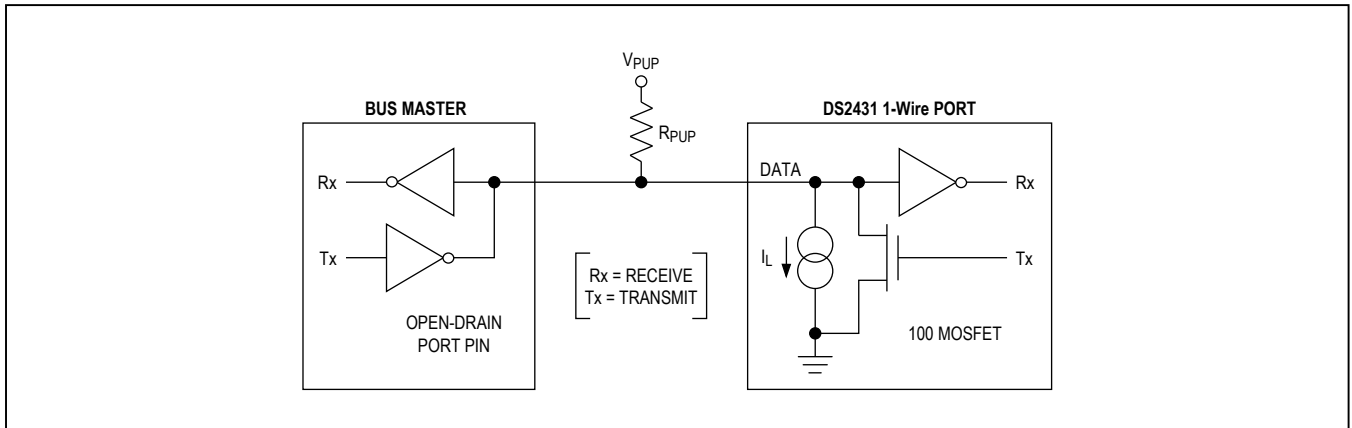 VPUP
BUS MASTER
DS2431 1-Wire PORT
RPUP
Rx
DATA
Rx
Tx
IL
Tx
Rx = RECEIVE
Tx = TRANSMIT
OPEN-DRAIN
PORT PIN
100 MOSFET